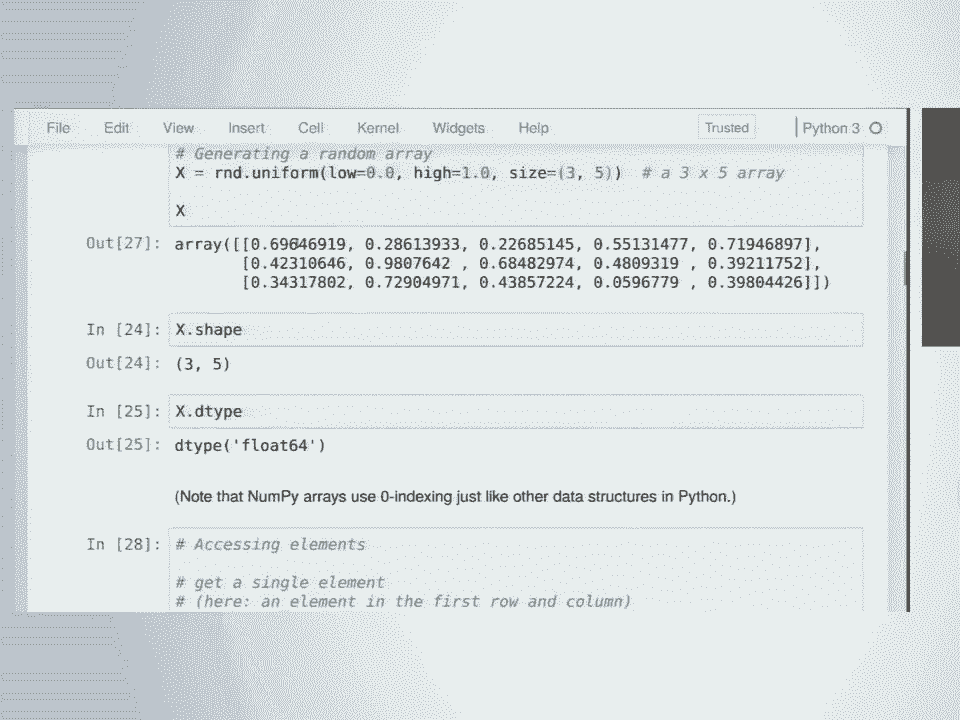 File Edit View Insert Cell Kernel Widgets Help Trusted Python 3
# Generating a random array
X = rnd.uniform(low=0.0, high=1.0, size=(3, 5))  # a 3 x 5 array
X
Out[27]: array([[0.69646919, 0.28613933, 0.22685145, 0.55131477, 0.71946897],
[0.42310646, 0.9807642 , 0.68482974, 0.4809319 , 0.39211752],
[0.34317802, 0.72904971, 0.43857224, 0.0596779 , 0.39804426]])
In [24]: X.shape
Out[24]: (3, 5)
In [25]: X.dtype
Out[25]: dtype('float64')
(Note that NumPy arrays use 0-indexing just like other data structures in Python.)
In [28]: # Accessing elements
# get a single element
# (here: an element in the first row and column)